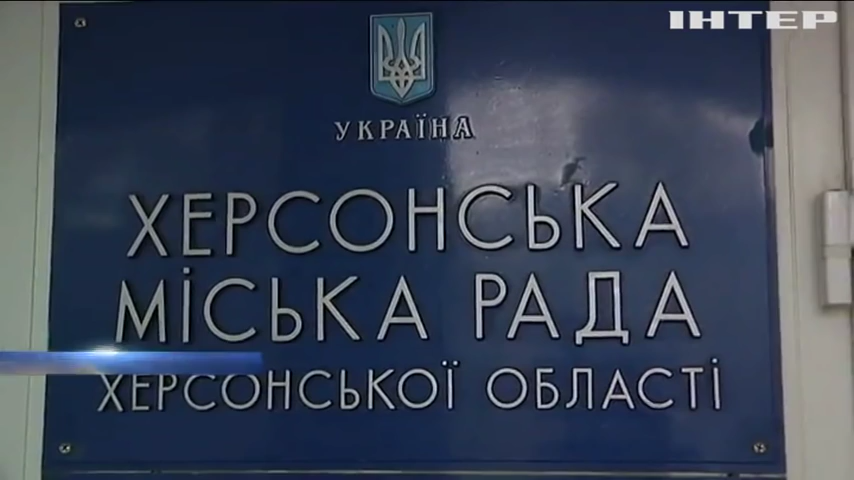 ІНТЕР
УКРАЇНА
ХЕРСОНСЬКА
МІСЬКА РАДА
ХЕРСОНСЬКОЇ ОБЛАСТІ